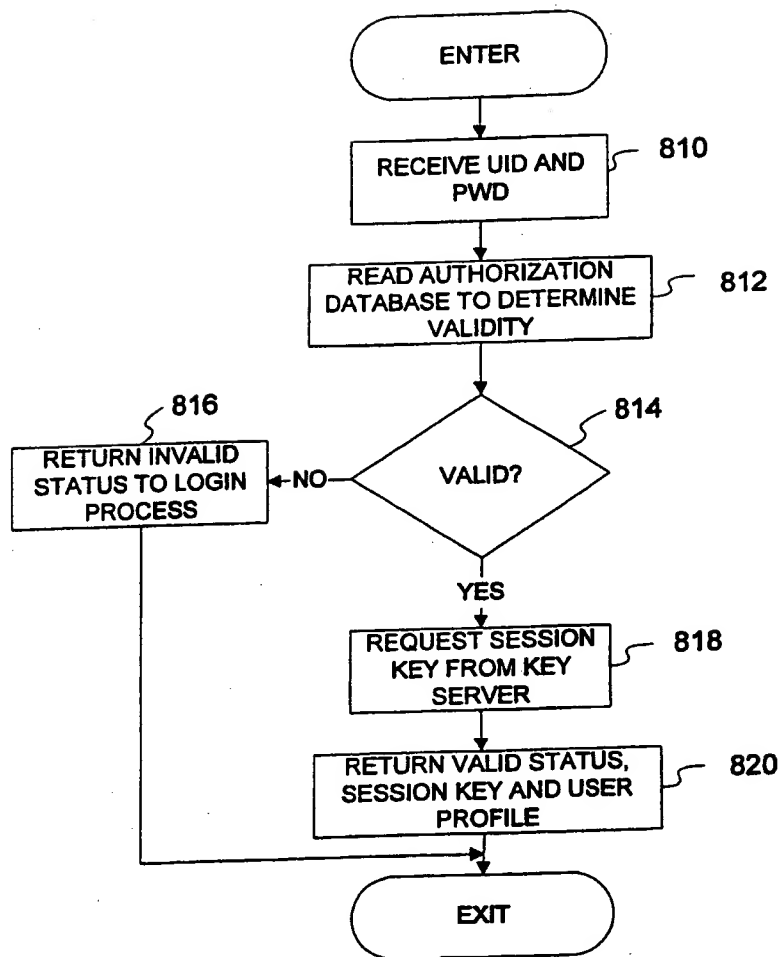 ENTER
RECEIVE UID AND
PWD
810
READ AUTHORIZATION
DATABASE TO DETERMINE
VALIDITY
812
VALID?
814
816
RETURN INVALID
STATUS TO LOGIN
PROCESS
NO
YES
REQUEST SESSION
KEY FROM KEY
SERVER
818
RETURN VALID STATUS,
SESSION KEY AND USER
PROFILE
820
EXIT